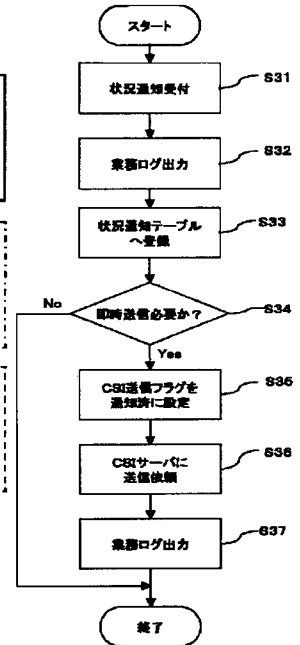 スタート
状況通知受付
S31
業務ログ出力
S32
状況通知テーブル
へ登録
S33
即時送信必要か？
S34
No
Yes
CSI送信フラグを
通知済に設定
S35
CSIサーバに
送信依頼
S36
業務ログ出力
S37
終了